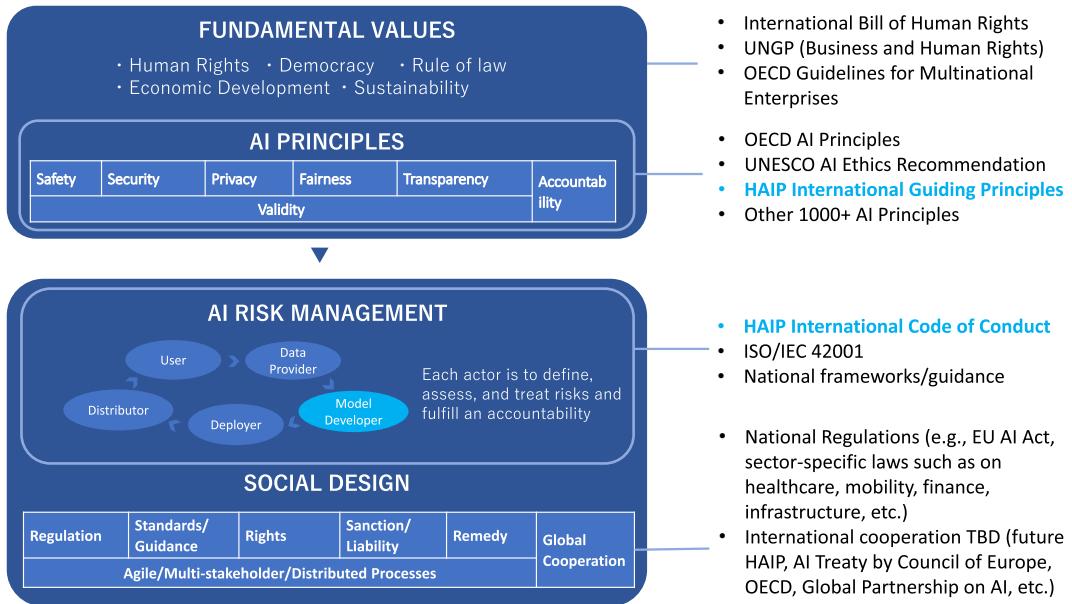 FUNDAMENTAL VALUES
・Human Rights ・Democracy ・Rule of law
・Economic Development ・Sustainability
• International Bill of Human Rights
• UNGP (Business and Human Rights)
• OECD Guidelines for Multinational
Enterprises
AI PRINCIPLES
Safety
Security
Privacy
Fairness
Transparency
Accountab
ility
Validity
• OECD AI Principles
• UNESCO AI Ethics Recommendation
• HAIP International Guiding Principles
• Other 1000+ AI Principles
AI RISK MANAGEMENT
User
Data
Provider
Model
Developer
Deployer
Distributor
Each actor is to define,
assess, and treat risks and
fulfill an accountability
• HAIP International Code of Conduct
• ISO/IEC 42001
• National frameworks/guidance
SOCIAL DESIGN
Regulation
Standards/
Guidance
Rights
Sanction/
Liability
Remedy
Global
Cooperation
Agile/Multi-stakeholder/Distributed Processes
• National Regulations (e.g., EU AI Act,
sector-specific laws such as on
healthcare, mobility, finance,
infrastructure, etc.)
• International cooperation TBD (future
HAIP, AI Treaty by Council of Europe,
OECD, Global Partnership on AI, etc.)